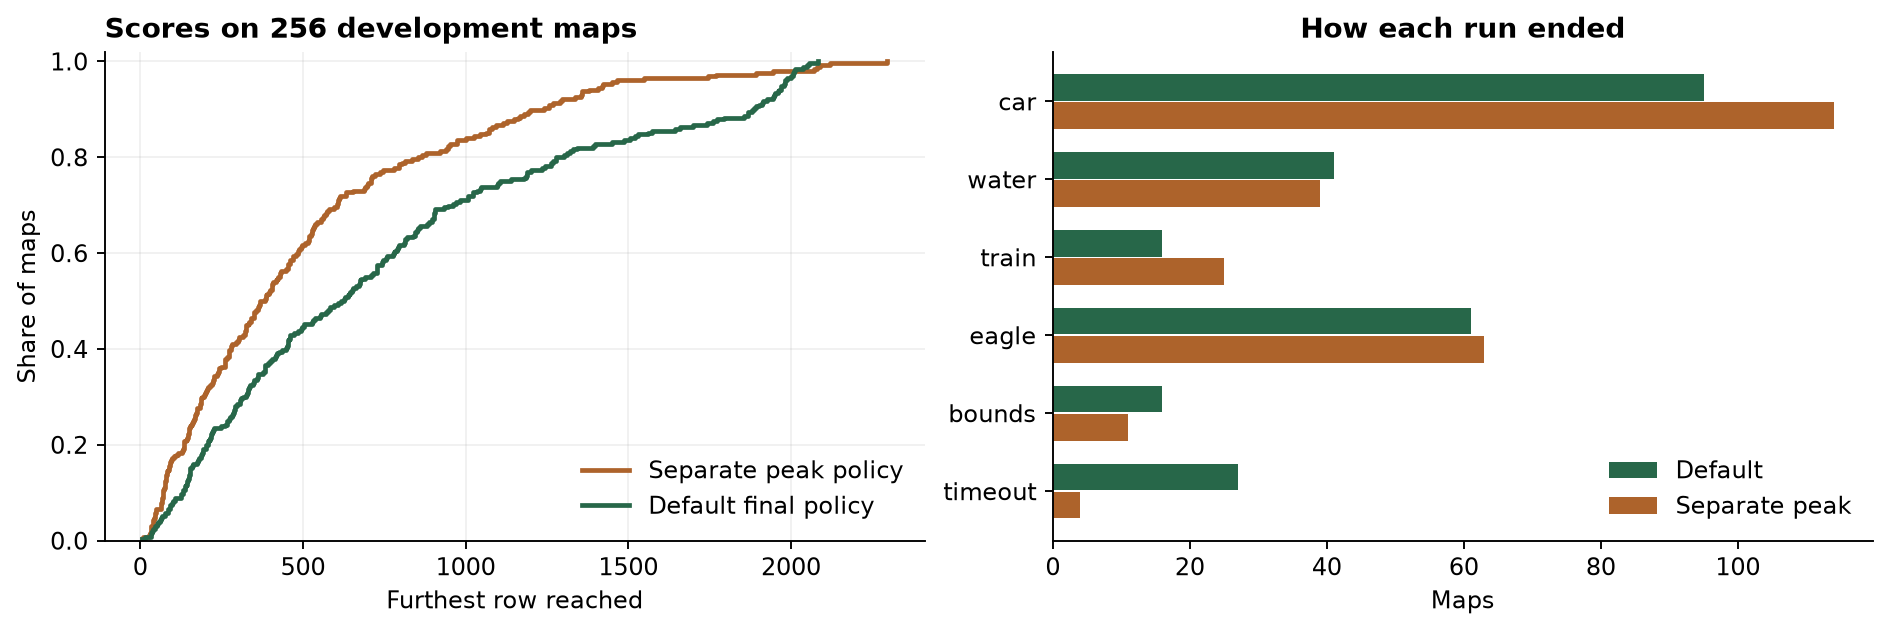 Scores on 256 development maps
Share of maps
1.0
0.8
0.6
0.4
0.2
0.0
0
500
1000
1500
2000
Furthest row reached
Separate peak policy
Default final policy
How each run ended
car
water
train
eagle
bounds
timeout
0
20
40
60
80
100
Maps
Default
Separate peak